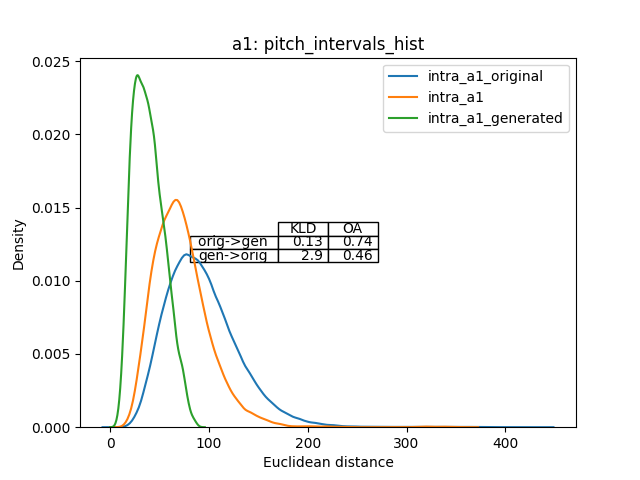 a1: pitch_intervals_hist
0.025
0.020
0.015
0.010
0.005
0.000
Density
intra_a1_original
intra_a1
intra_a1_generated
KLD OA
orig->gen 0.13 0.74
gen->orig 2.9 0.46
0 100 200 300 400
Euclidean distance